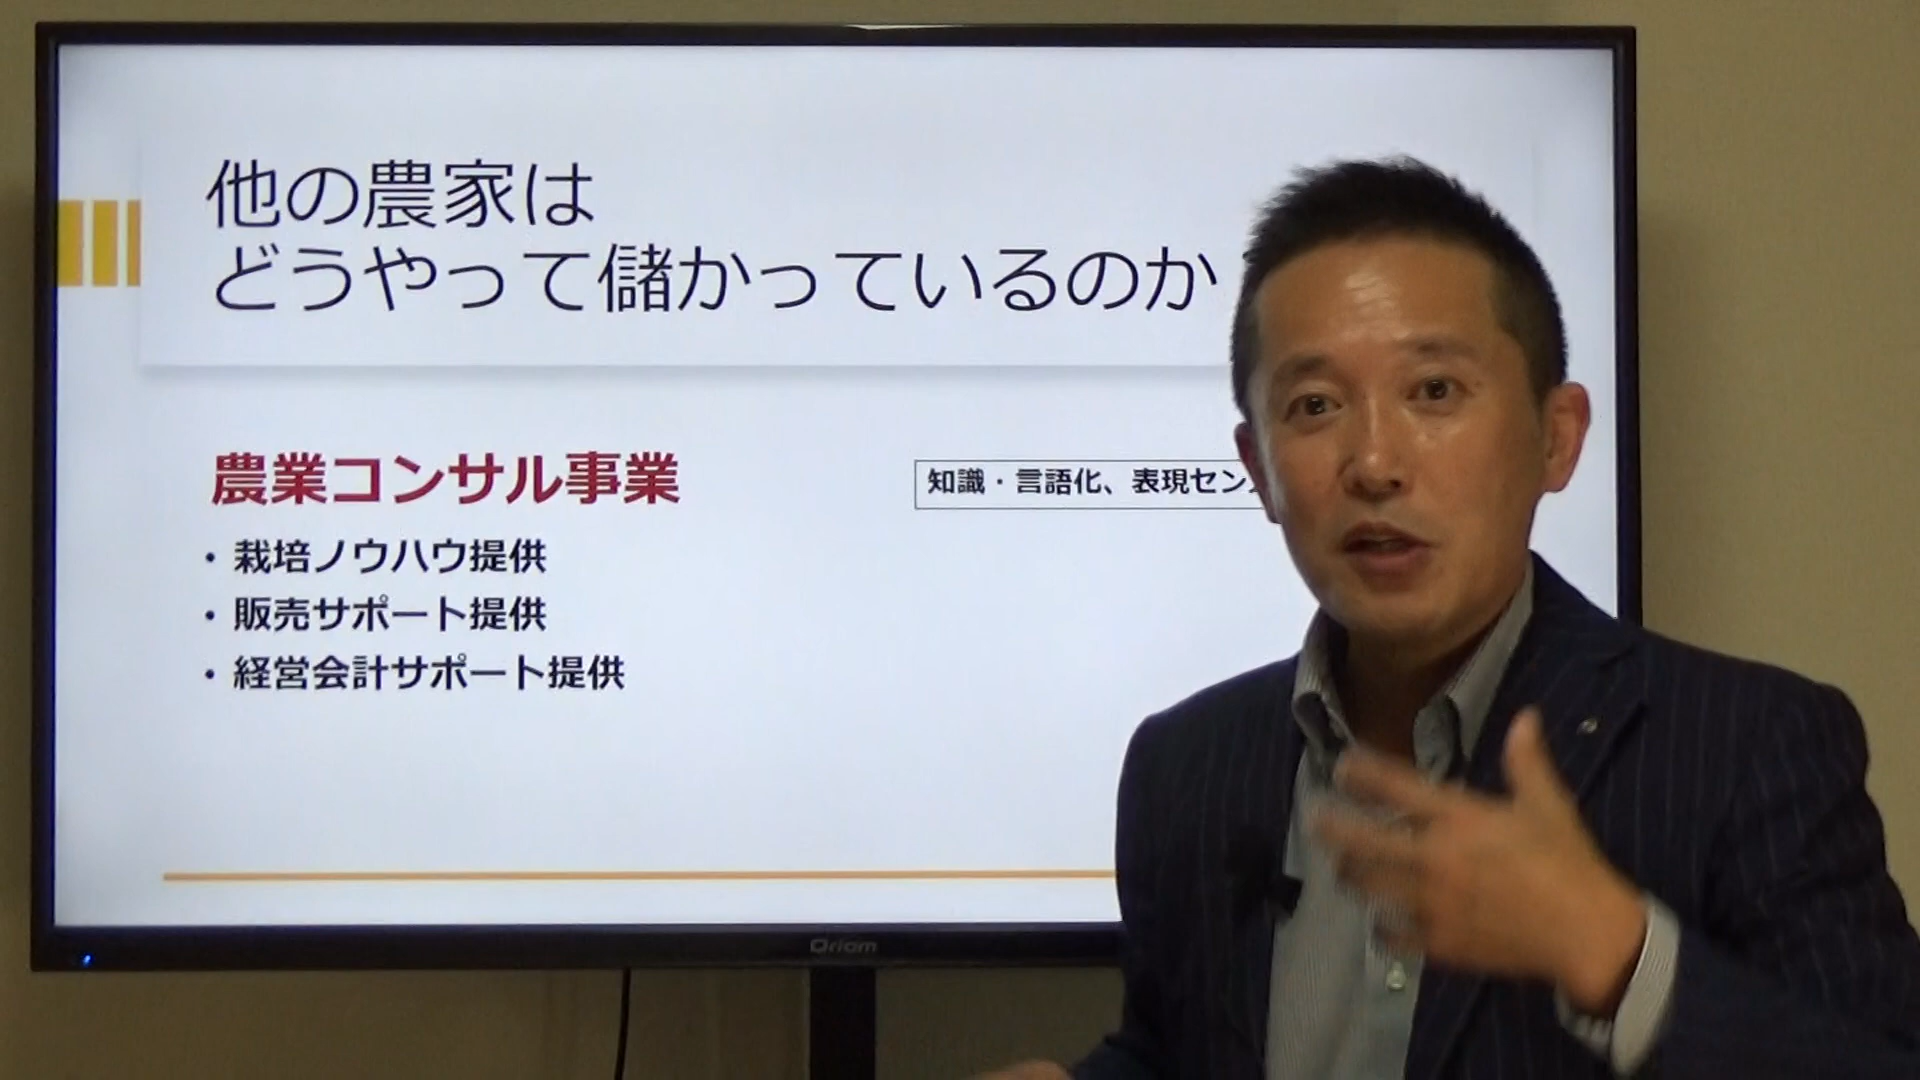 他の農家は
どうやって儲かっているのか
農業コンサル事業
知識・言語化、表現セン
・栽培ノウハウ提供
・販売サポート提供
・経営会計サポート提供
Oriom